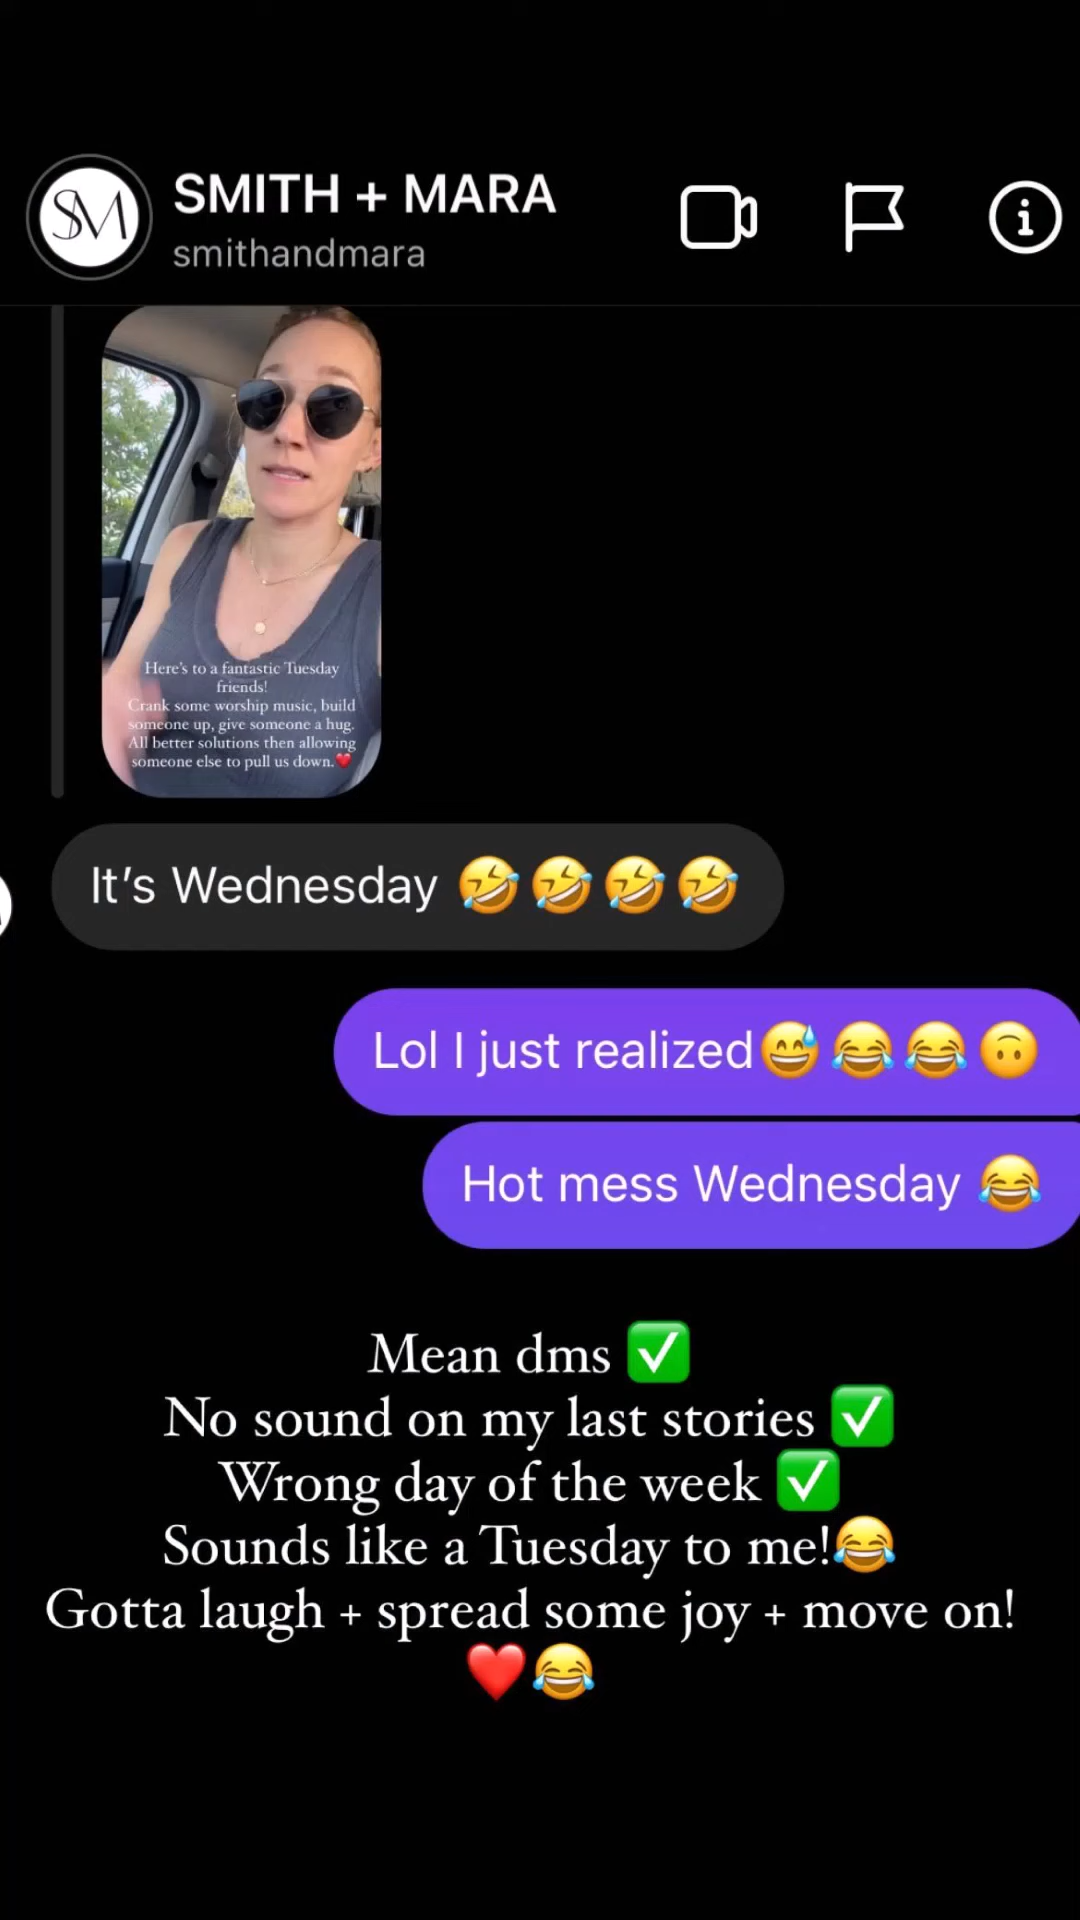 SM
SMITH + MARA
smithandmara
Here's to a fantastic Tuesday
friends!
Crank some worship music, build
someone up, give someone a hug.
All better solutions then allowing
someone else to pull us down.❤️
It's Wednesday 🤣🤣🤣🤣
Lol I just realized😅😂😂🙃
Hot mess Wednesday 😂
Mean dms ✅
No sound on my last stories ✅
Wrong day of the week ✅
Sounds like a Tuesday to me!😂
Gotta laugh + spread some joy + move on!
❤️😂